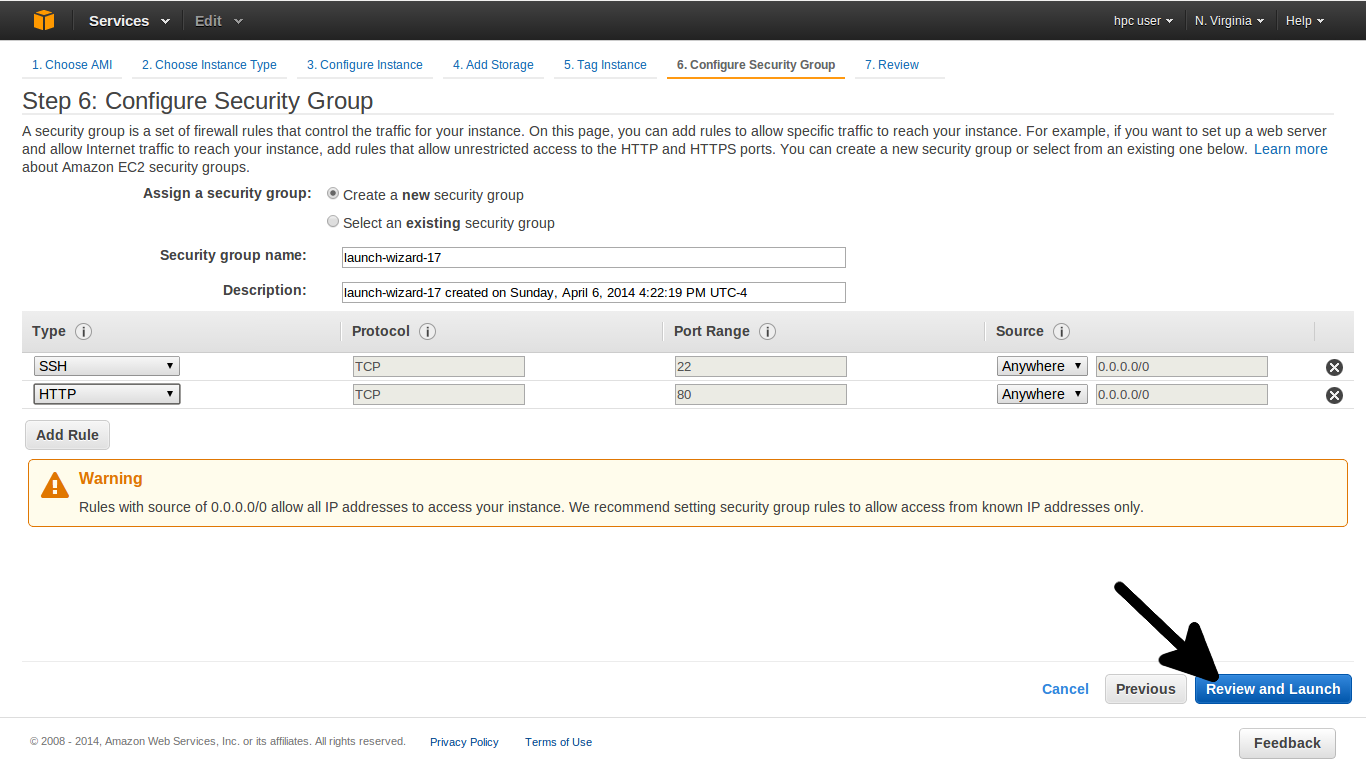 Services Edit hpc user N. Virginia Help
1. Choose AMI 2. Choose Instance Type 3. Configure Instance 4. Add Storage 5. Tag Instance 6. Configure Security Group 7. Review
Step 6: Configure Security Group
A security group is a set of firewall rules that control the traffic for your instance. On this page, you can add rules to allow specific traffic to reach your instance. For example, if you want to set up a web server
and allow Internet traffic to reach your instance, add rules that allow unrestricted access to the HTTP and HTTPS ports. You can create a new security group or select from an existing one below. Learn more
about Amazon EC2 security groups.
Assign a security group: Create a new security group
Select an existing security group
Security group name: launch-wizard-17
Description: launch-wizard-17 created on Sunday, April 6, 2014 4:22:19 PM UTC-4
Type i Protocol i Port Range i Source i
SSH TCP 22 Anywhere 0.0.0.0/0
HTTP TCP 80 Anywhere 0.0.0.0/0
Add Rule
Warning
Rules with source of 0.0.0.0/0 allow all IP addresses to access your instance. We recommend setting security group rules to allow access from known IP addresses only.
Cancel Previous Review and Launch
© 2008 - 2014, Amazon Web Services, Inc. or its affiliates. All rights reserved. Privacy Policy Terms of Use Feedback